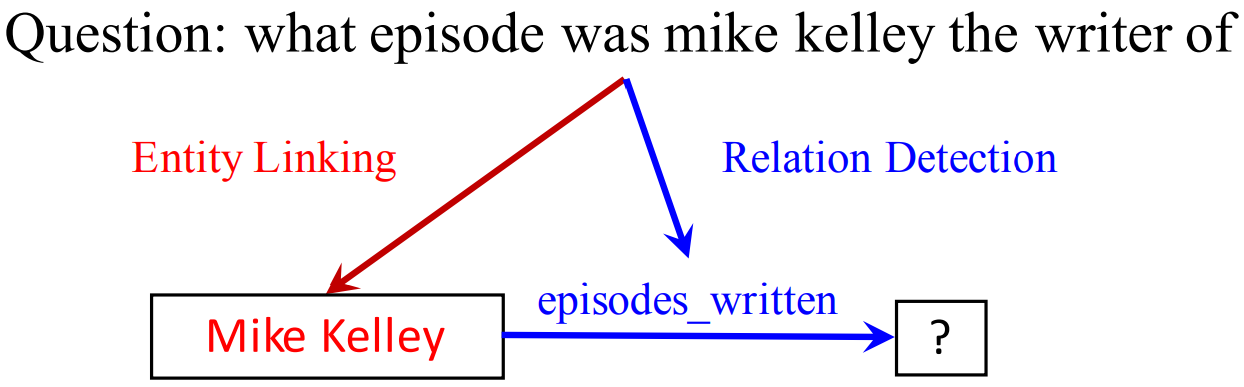 Question: what episode was mike kelley the writer of
Entity Linking
Relation Detection
episodes_written
Mike Kelley
?